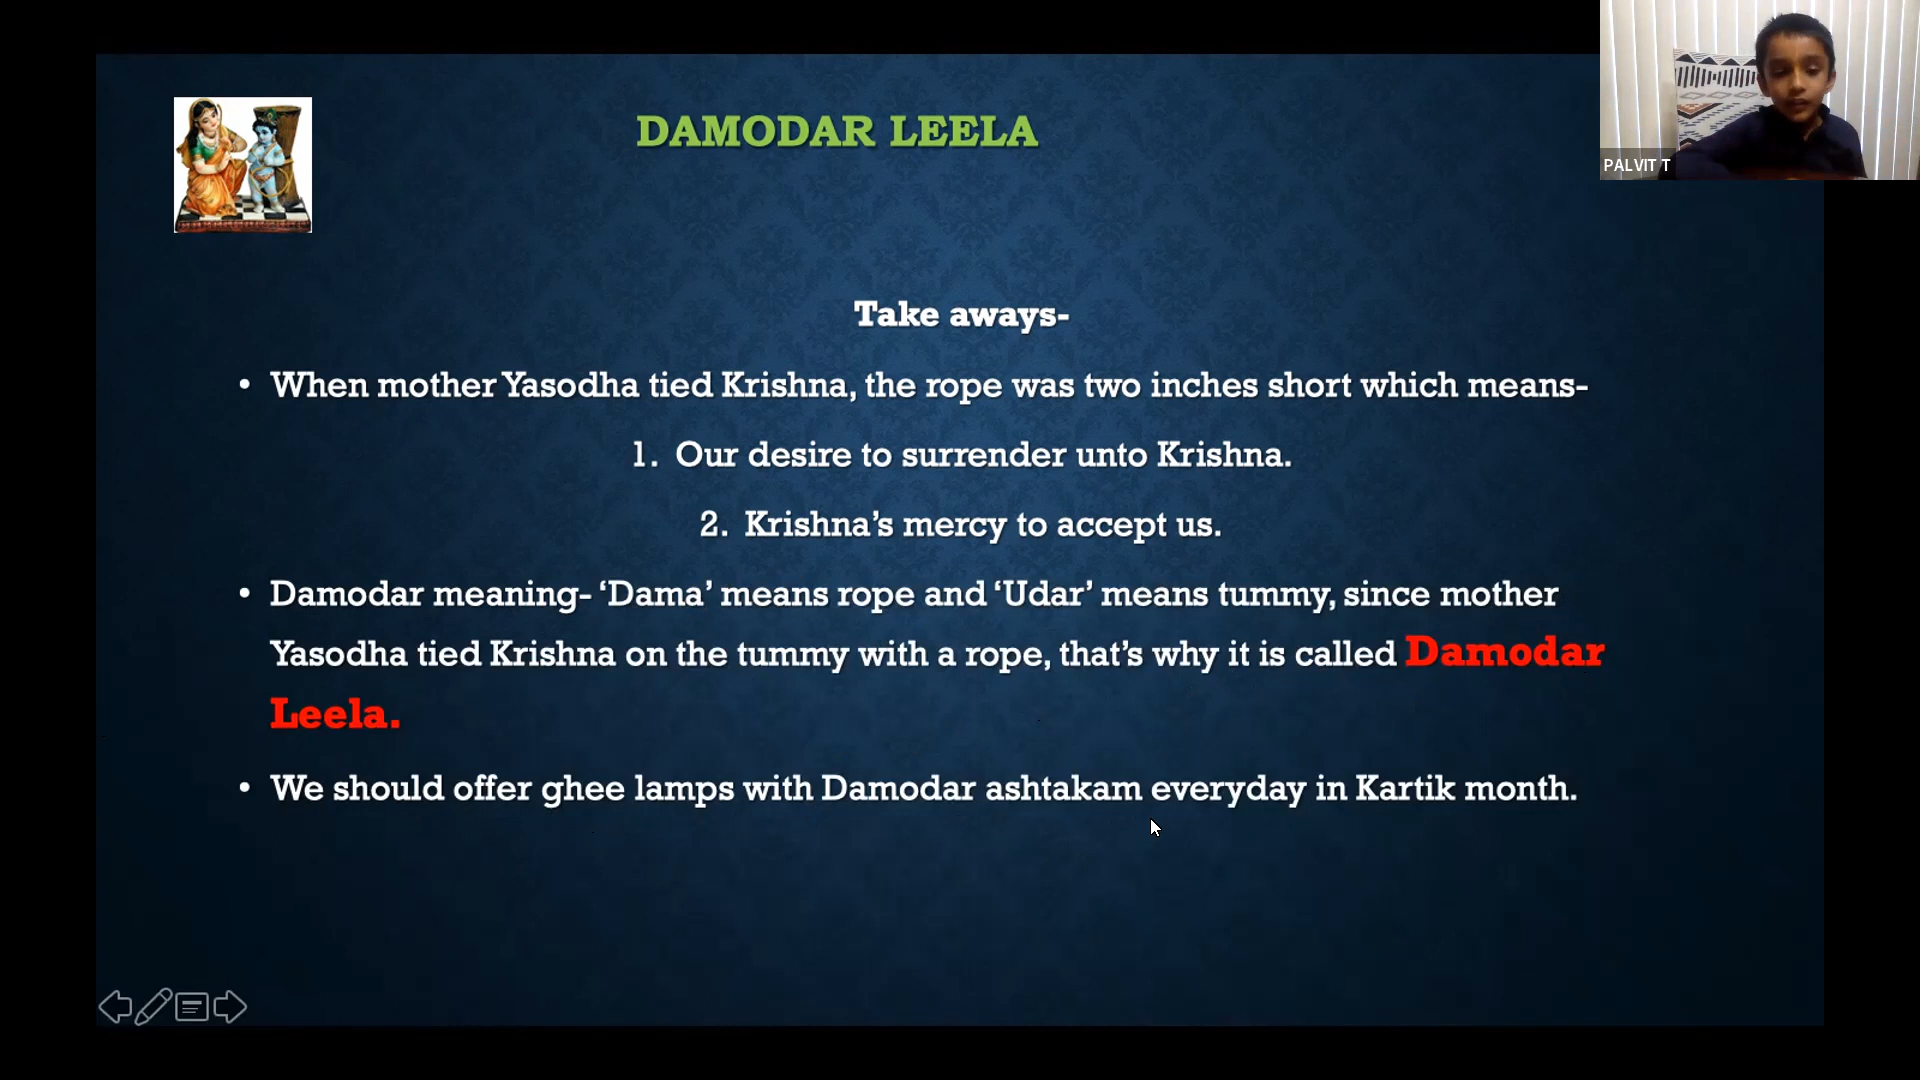 DAMODAR LEELA
PALVIT T
Take aways-
• When mother Yasodha tied Krishna, the rope was two inches short which means-
1. Our desire to surrender unto Krishna.
2. Krishna’s mercy to accept us.
• Damodar meaning- ‘Dama’ means rope and ‘Udar’ means tummy, since mother
Yasodha tied Krishna on the tummy with a rope, that’s why it is called Damodar
Leela.
• We should offer ghee lamps with Damodar ashtakam everyday in Kartik month.